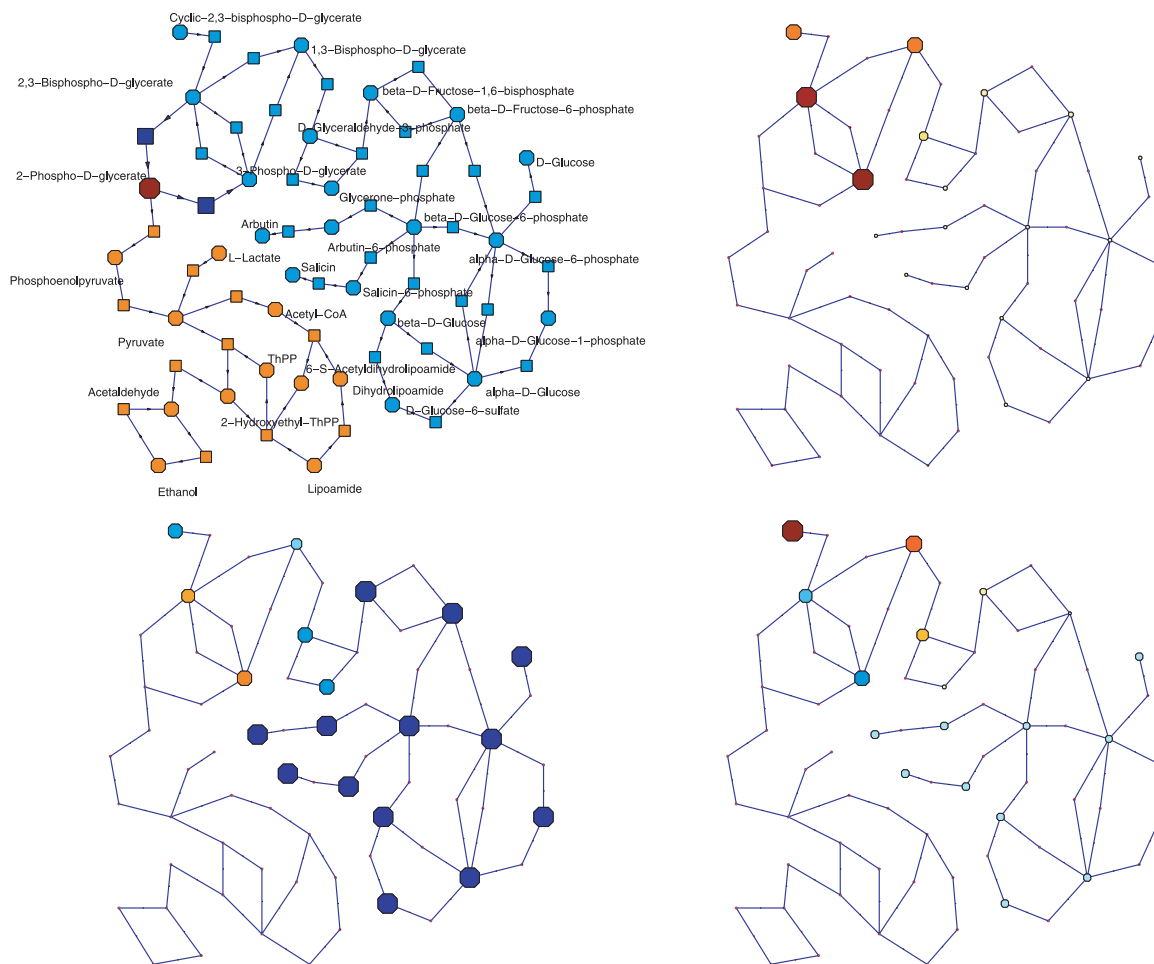 Cyclic-2,3-bisphospho-D-glycerate
1,3-Bisphospho-D-glycerate
2,3-Bisphospho-D-glycerate
beta-D-Fructose-1,6-bisphosphate
beta-D-Fructose-6-phosphate
D-Glyceraldehyde-3-phosphate
D-Glucose
3-Phospho-D-glycerate
2-Phospho-D-glycerate
Glycerone-phosphate
beta-D-Glucose-6-phosphate
Arbutin
Arbutin-6-phosphate
L-Lactate
alpha-D-Glucose-6-phosphate
Salicin
Phosphoenolpyruvate
Salicin-6-phosphate
Acetyl-CoA
beta-D-Glucose
Pyruvate
alpha-D-Glucose-1-phosphate
ThPP
6-S-Acetyldihydrolipoamide
Acetaldehyde
Dihydrolipoamide
alpha-D-Glucose
D-Glucose-6-sulfate
2-Hydroxyethyl-ThPP
Ethanol
Lipoamide